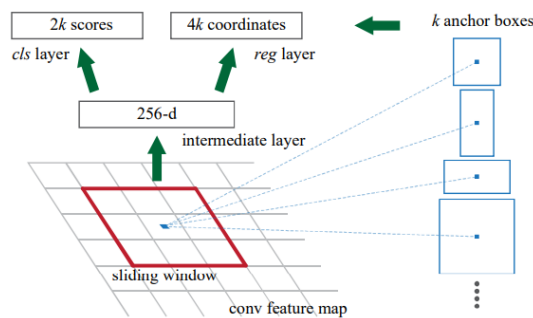 2k scores
4k coordinates
k anchor boxes
cls layer
reg layer
256-d
intermediate layer
sliding window
conv feature map